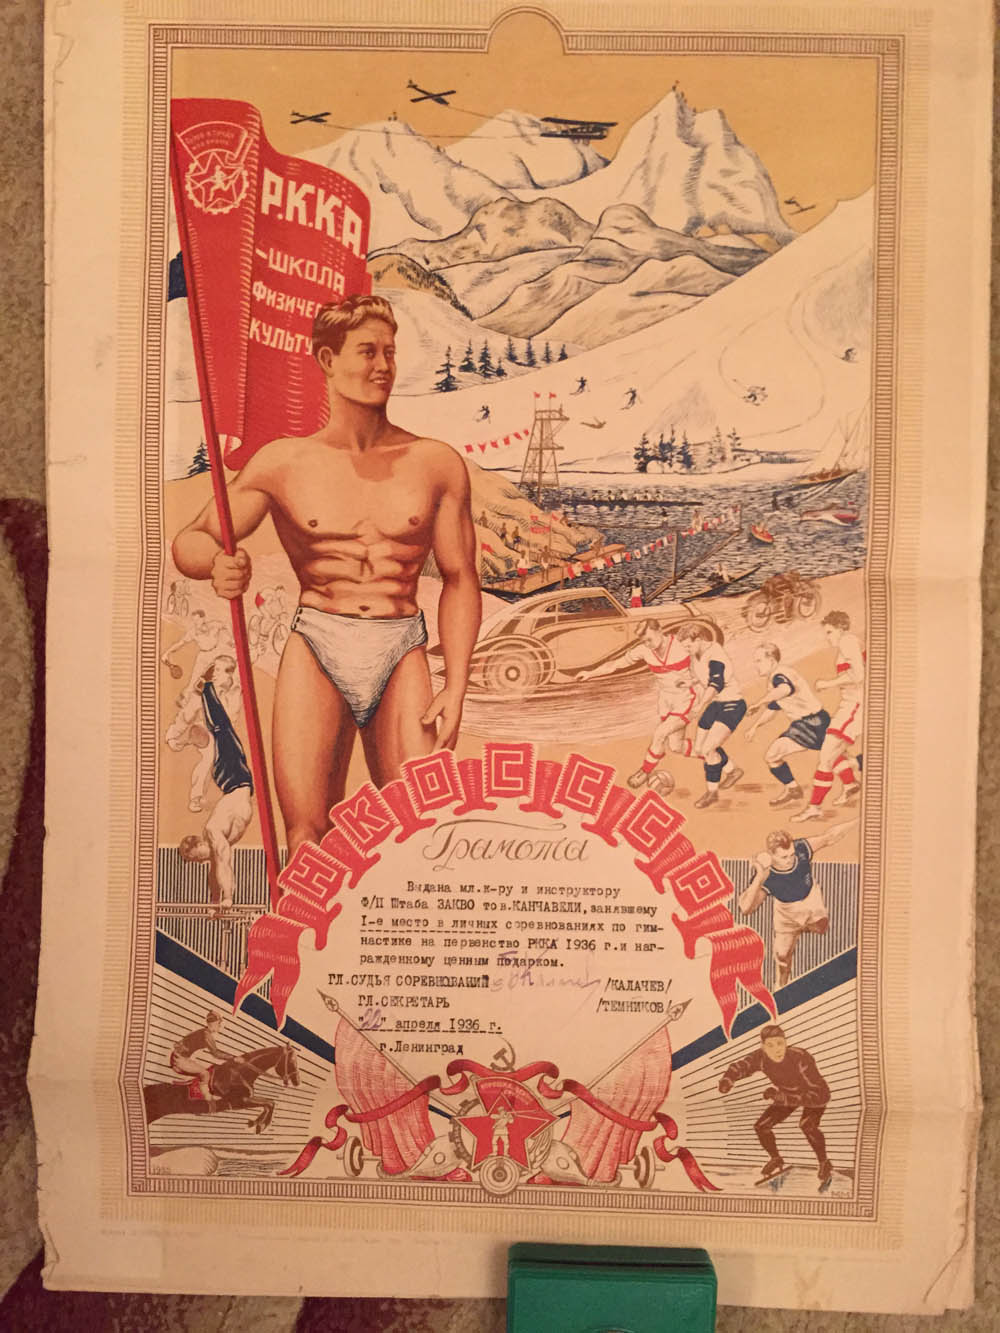 Р.К.К.А.
–ШКОЛА
ФИЗИЧЕС
КУЛЬТУ
НКО СССР
Грамота
Выдана мл.к-ру и инструктору
Ф/П Штаба ЗАКВО тов.КАНЧАВЕЛИ, занявшему
I-е место в личных соревнованиях по гим-
настике на первенство РККА 1936 г. и наг-
ражденному ценным подарком.
ГЛ.СУДЬЯ СОРЕВНОВАНИЙ /КАЛАЧЕВ/
ГЛ.СЕКРЕТАРЬ /ТЕМНИКОВ/
"22" апреля 1936 г.
г.Ленинград
1935